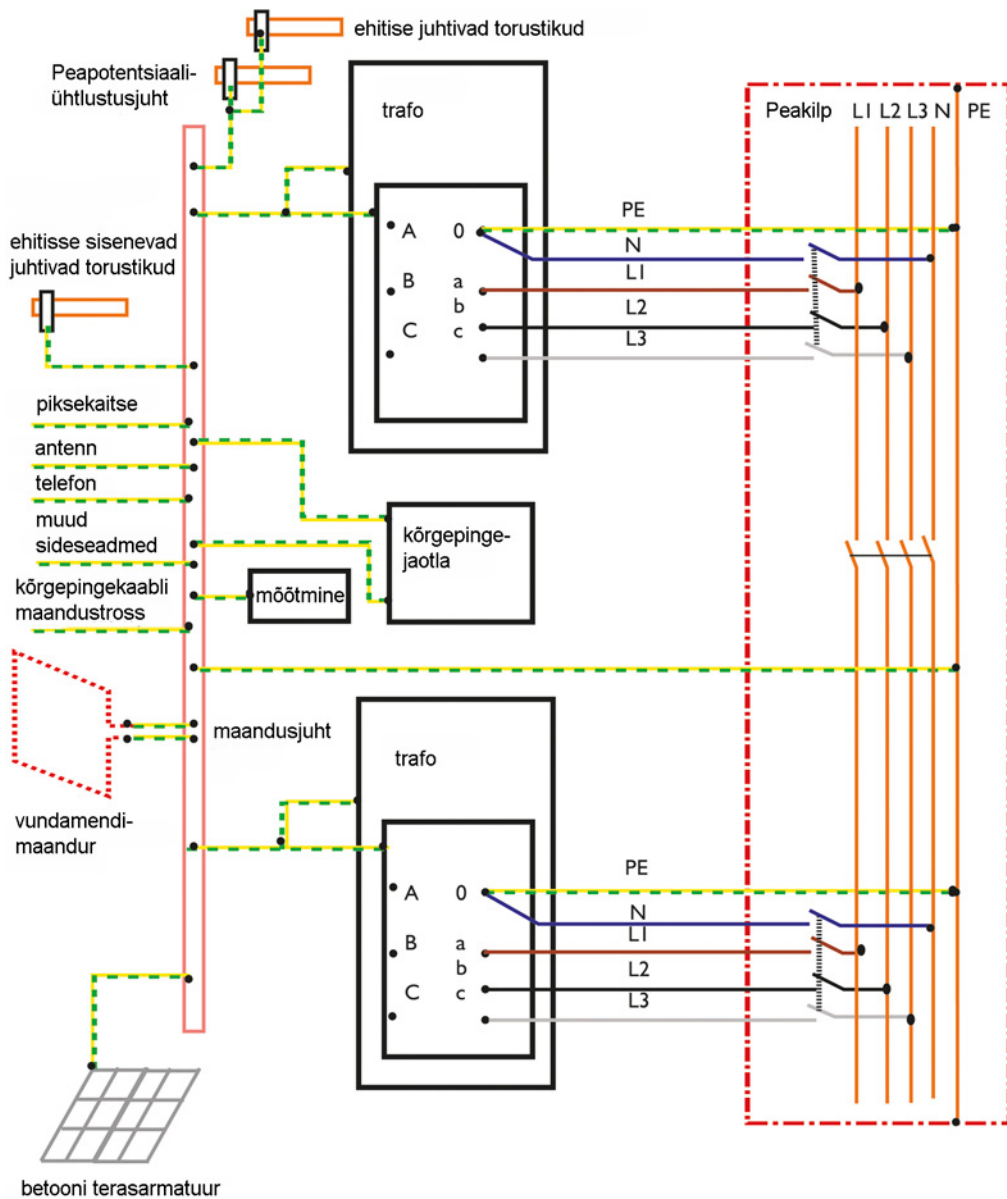 ehitise juhtivad torustikud
Peapotentsiaali-
ühtlustusjuht
trafo
Peakilp L1 L2 L3 N PE
ehitisse sisenevad
juhtivad torustikud
A 0
B a
b
C c
PE
N
L1
L2
L3
piksekaitse
antenn
telefon
muud
sideseadmed
kõrgepingekaabli
maandustross
kõrgepinge-
jaotla
mõõtmine
maandusjuht
vundamendi-
maandur
trafo
A 0
B a
b
C c
PE
N
L1
L2
L3
betooni terasarmatuur